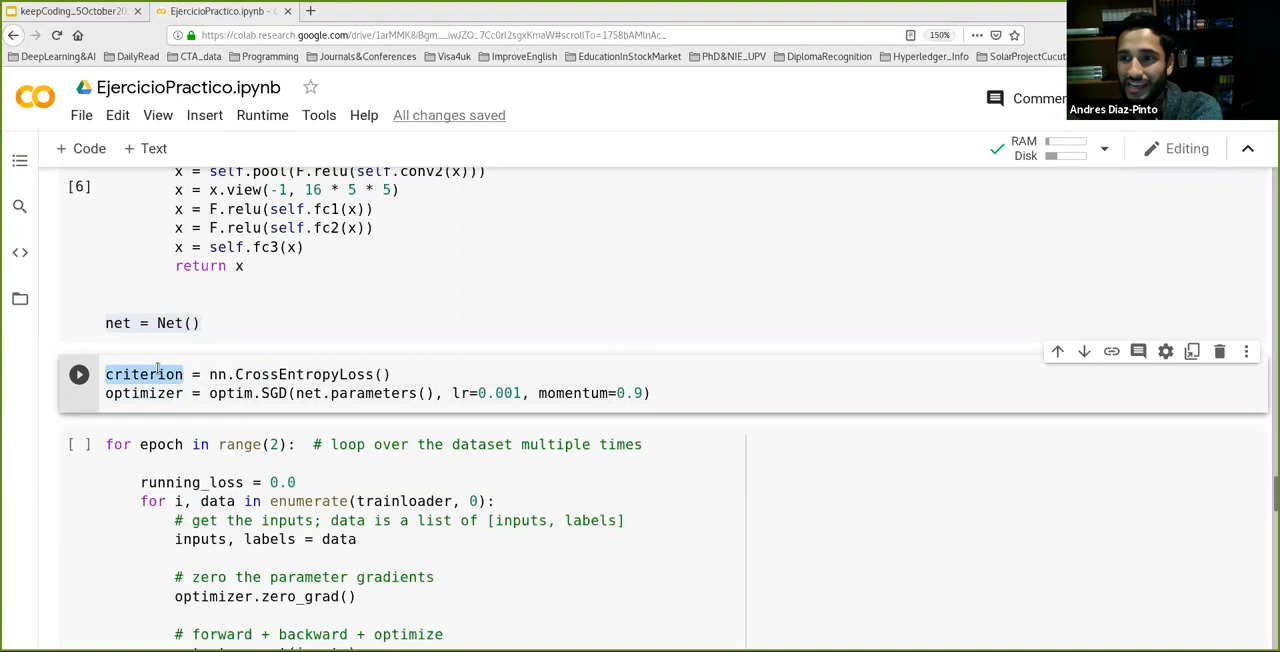 keepCoding_5October20
EjercicioPractico.ipynb -
https://colab.research.google.com/drive/1arMMK8iBgm__iwJZQ_7Cc0rI2sgxKmaW#scrollTo=1758bAMlnAc_
150%
DeepLearning&AI DailyRead CTA_data Programming Journals&Conferences Visa4uk ImproveEnglish EducationInStockMarket PhD&NIE_UPV DiplomaRecognition Hyperledger_Info SolarProjectCucut
Andres Diaz-Pinto
EjercicioPractico.ipynb
Commen
File Edit View Insert Runtime Tools Help All changes saved
+ Code + Text
RAM
Disk
Editing
x = self.pool(F.relu(self.conv2(x)))
[6] x = x.view(-1, 16 * 5 * 5)
x = F.relu(self.fc1(x))
x = F.relu(self.fc2(x))
x = self.fc3(x)
return x
net = Net()
criterion = nn.CrossEntropyLoss()
optimizer = optim.SGD(net.parameters(), lr=0.001, momentum=0.9)
[ ] for epoch in range(2):  # loop over the dataset multiple times
running_loss = 0.0
for i, data in enumerate(trainloader, 0):
# get the inputs; data is a list of [inputs, labels]
inputs, labels = data
# zero the parameter gradients
optimizer.zero_grad()
# forward + backward + optimize